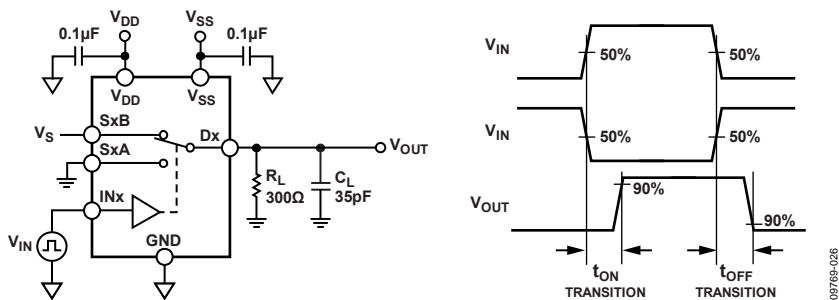 VDD
VSS
0.1µF
0.1µF
VDD
VSS
SxB
VS
Dx
VOUT
SxA
RL
300Ω
CL
35pF
INx
VIN
GND
VIN
50%
50%
VIN
50%
50%
VOUT
90%
90%
tON
TRANSITION
tOFF
TRANSITION
09769-026